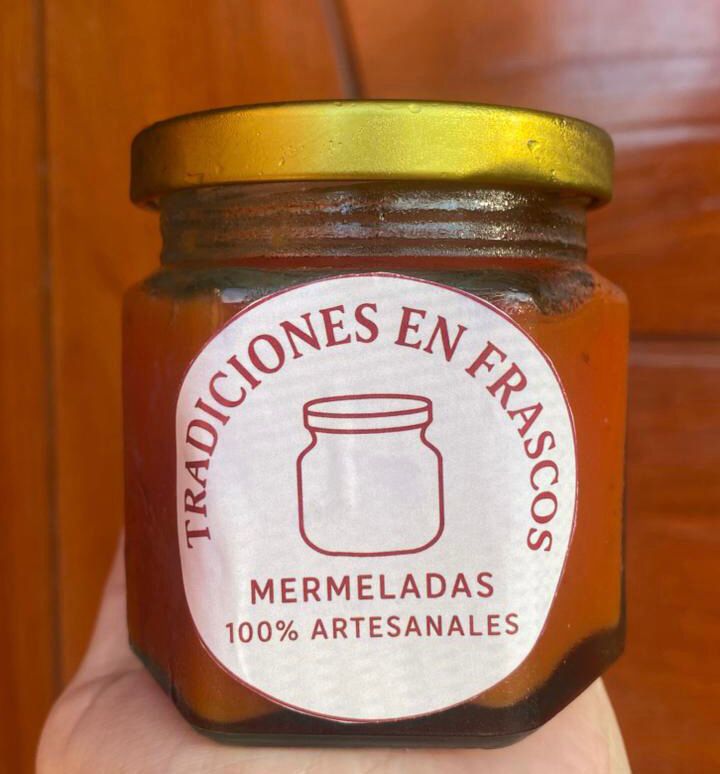 TRADICIONES EN FRASCOS
MERMELADAS
100% ARTESANALES